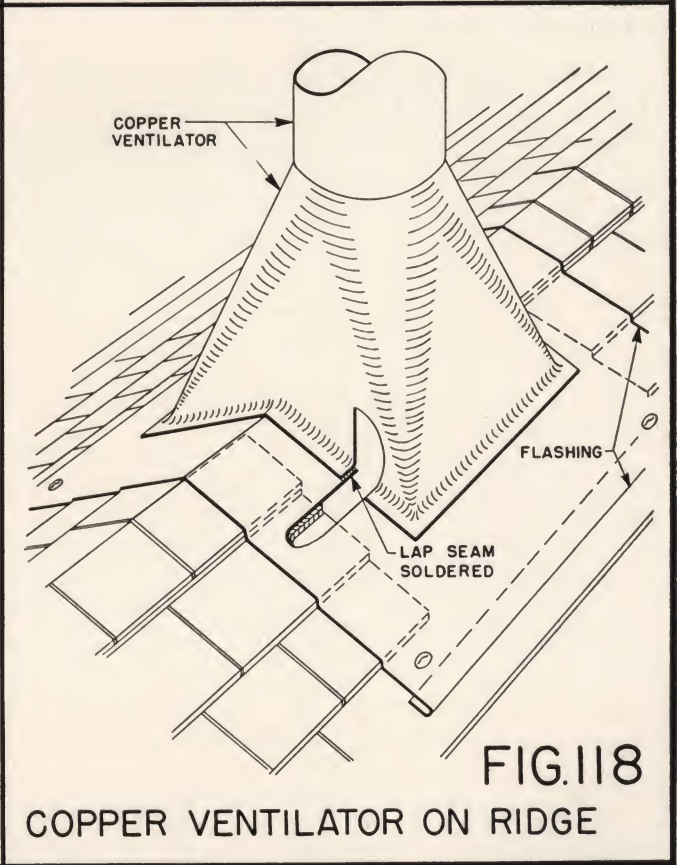 COPPER
VENTILATOR
FLASHING
LAP SEAM
SOLDERED
FIG.118
COPPER VENTILATOR ON RIDGE